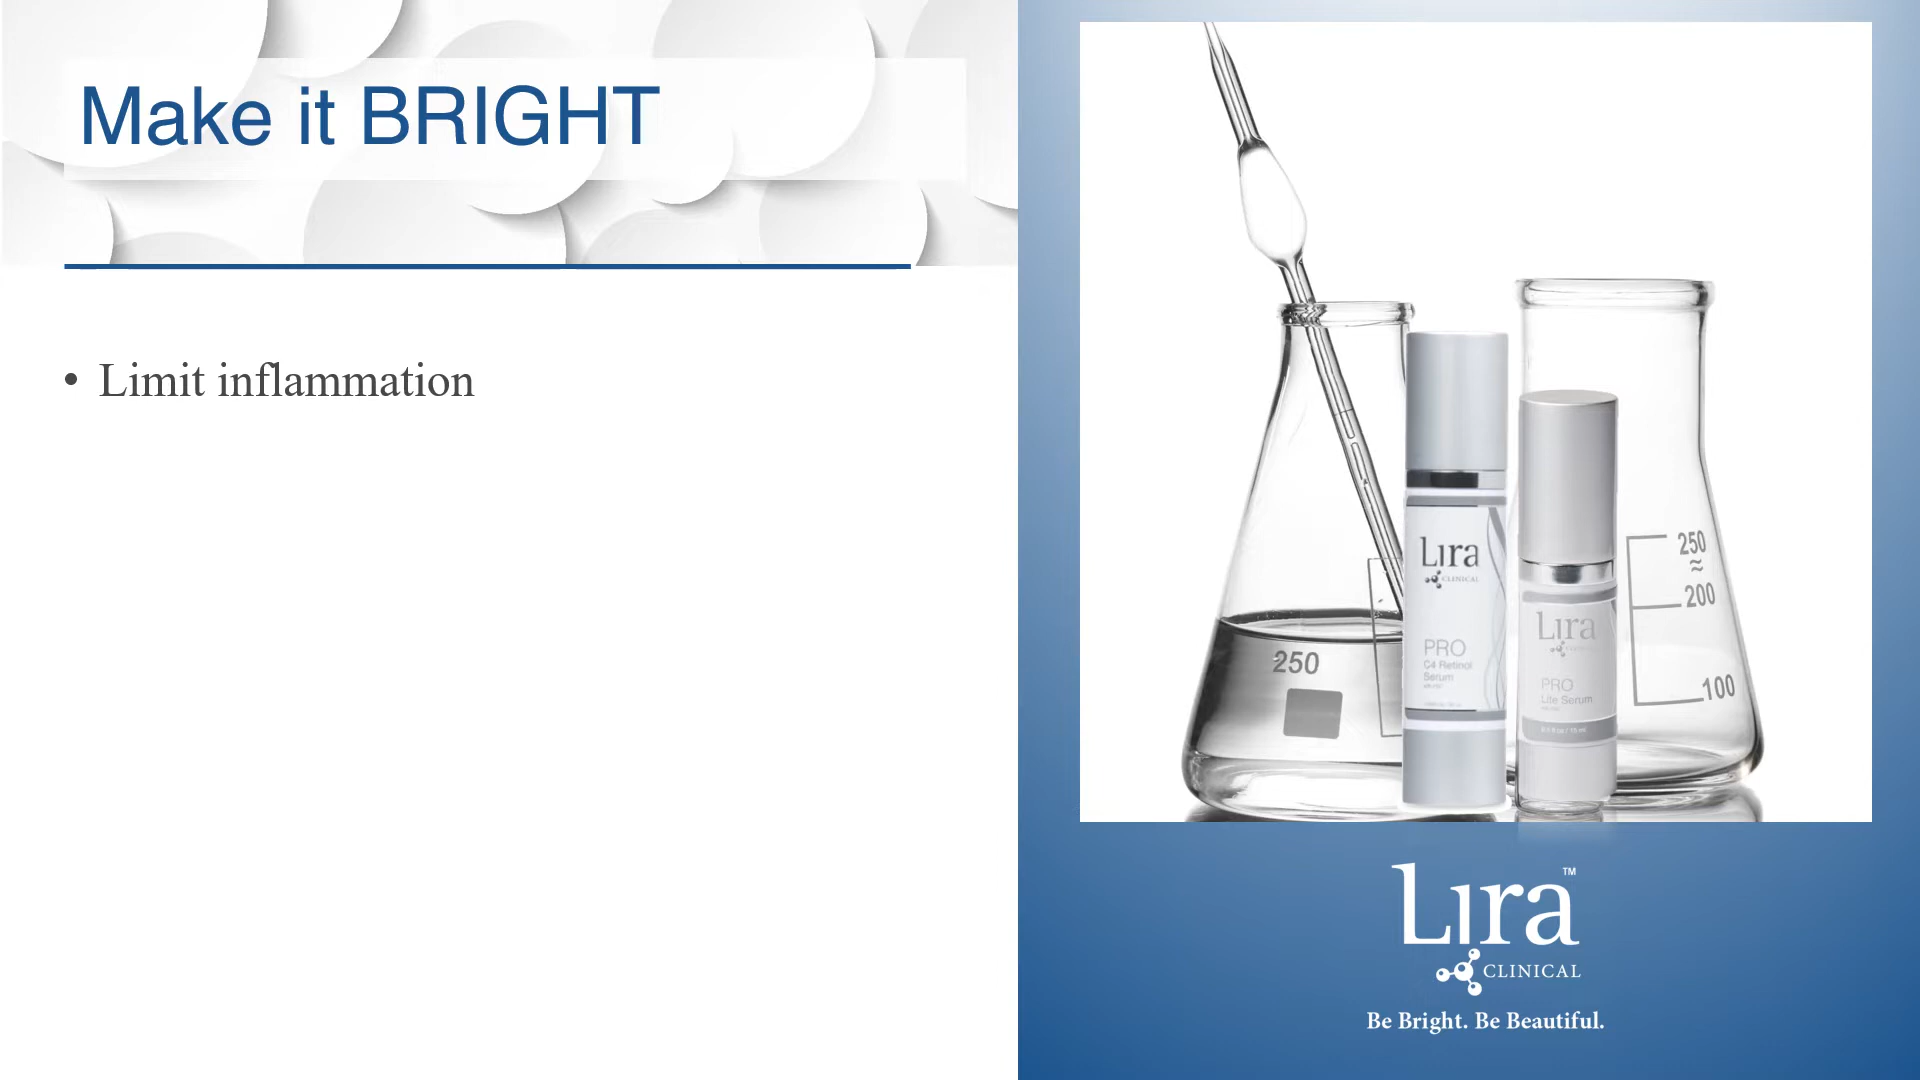 Make it BRIGHT
• Limit inflammation
250
250
≈
200
100
Lira
CLINICAL
PRO
C4 Retinol
Serum
Lira
PRO
Lite Serum
Lira™
CLINICAL
Be Bright. Be Beautiful.